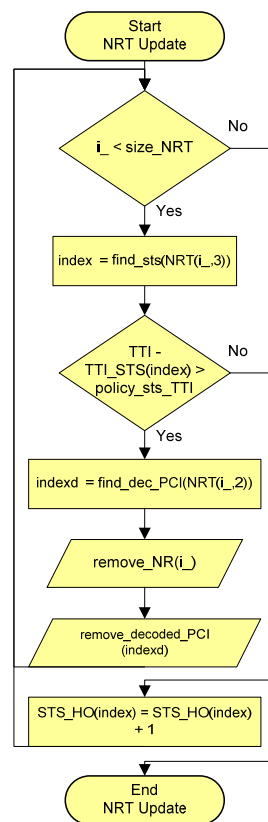 Start
NRT Update
i_ < size_NRT
No
Yes
index = find_sts(NRT(i_,3))
TTI -
TTI_STS(index) >
policy_sts_TTI
No
Yes
indexd = find_dec_PCI(NRT(i_,2))
remove_NR(i_)
remove_decoded_PCI
(indexd)
STS_HO(index) = STS_HO(index)
+ 1
End
NRT Update